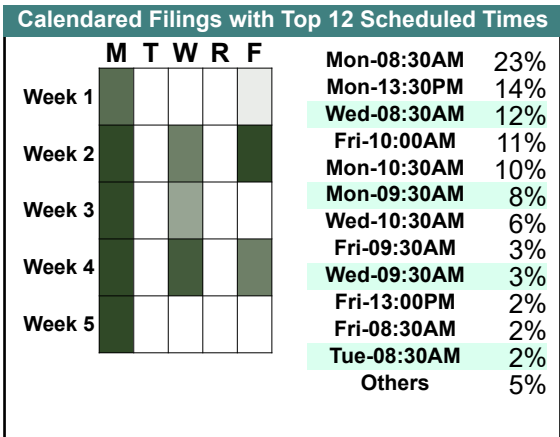 Calendared Filings with Top 12 Scheduled Times
M T W R F
Week 1
Week 2
Week 3
Week 4
Week 5
Mon-08:30AM 23%
Mon-13:30PM 14%
Wed-08:30AM 12%
Fri-10:00AM 11%
Mon-10:30AM 10%
Mon-09:30AM 8%
Wed-10:30AM 6%
Fri-09:30AM 3%
Wed-09:30AM 3%
Fri-13:00PM 2%
Fri-08:30AM 2%
Tue-08:30AM 2%
Others 5%